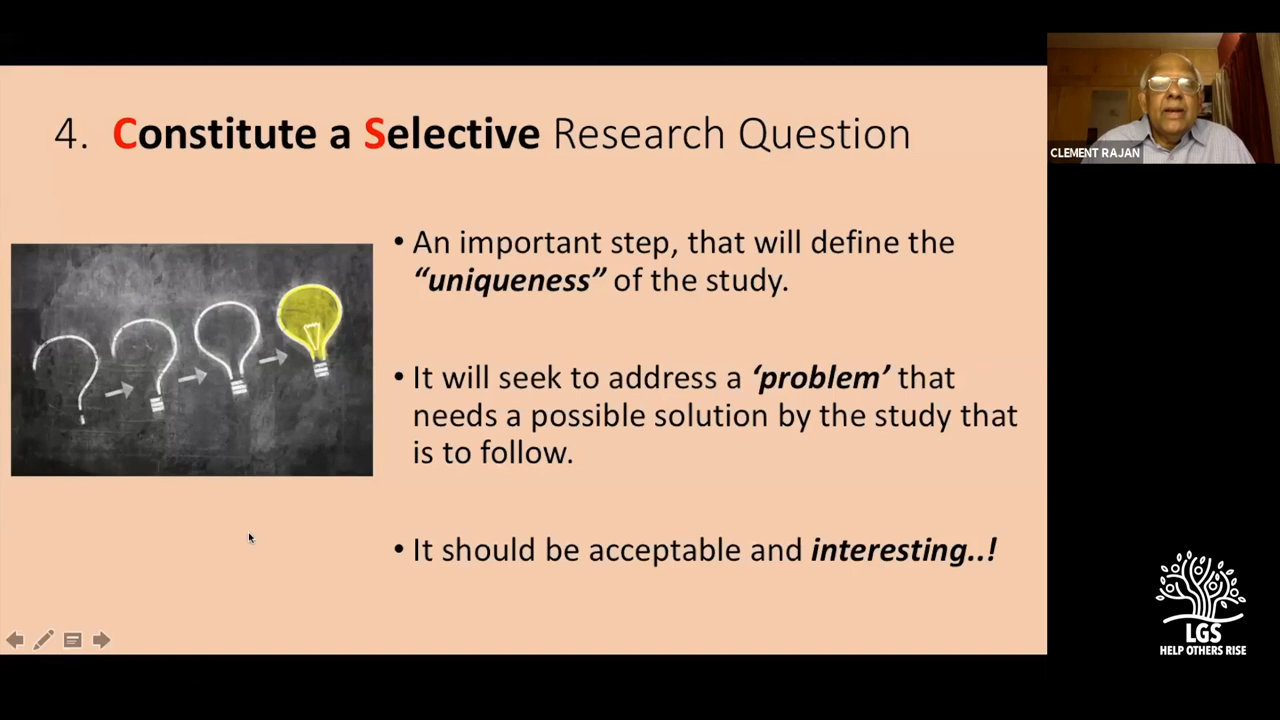 4. Constitute a Selective Research Question
• An important step, that will define the
“uniqueness” of the study.
• It will seek to address a ‘problem’ that
needs a possible solution by the study that
is to follow.
• It should be acceptable and interesting..!
CLEMENT RAJAN
LGS
HELP OTHERS RISE